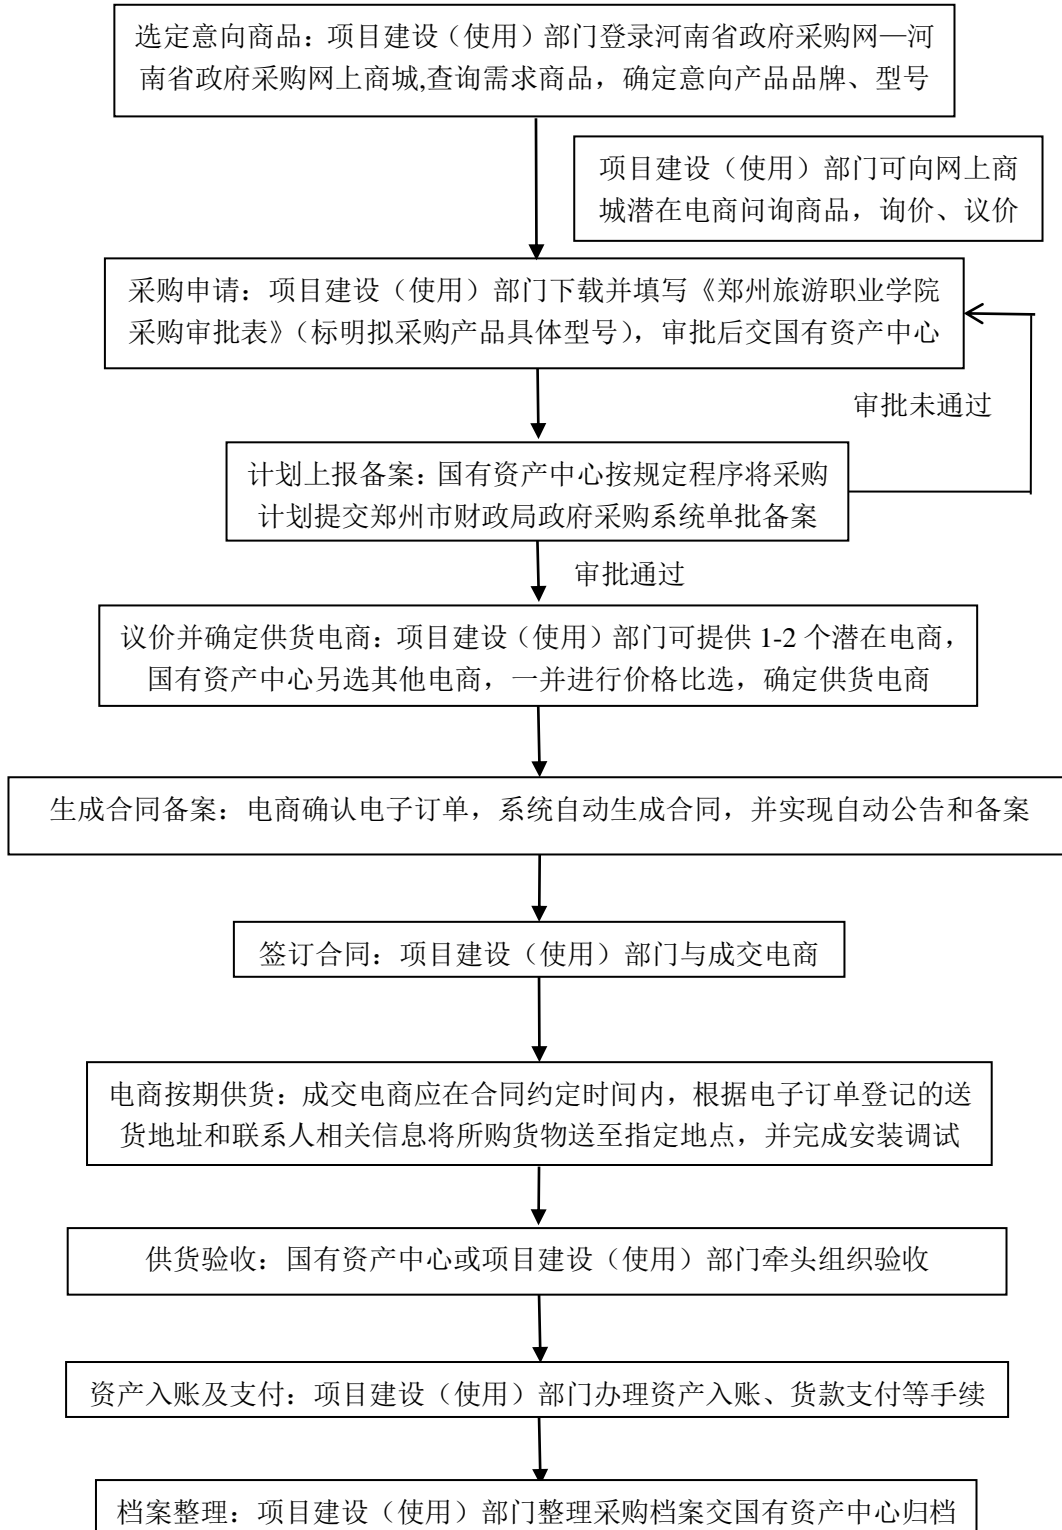 选定意向商品：项目建设（使用）部门登录河南省政府采购网—河
南省政府采购网上商城,查询需求商品，确定意向产品品牌、型号
项目建设（使用）部门可向网上商
城潜在电商问询商品，询价、议价
采购申请：项目建设（使用）部门下载并填写《郑州旅游职业学院
采购审批表》（标明拟采购产品具体型号），审批后交国有资产中心
审批未通过
计划上报备案：国有资产中心按规定程序将采购
计划提交郑州市财政局政府采购系统单批备案
审批通过
议价并确定供货电商：项目建设（使用）部门可提供 1-2 个潜在电商，
国有资产中心另选其他电商，一并进行价格比选，确定供货电商
生成合同备案：电商确认电子订单，系统自动生成合同，并实现自动公告和备案
签订合同：项目建设（使用）部门与成交电商
电商按期供货：成交电商应在合同约定时间内，根据电子订单登记的送
货地址和联系人相关信息将所购货物送至指定地点，并完成安装调试
供货验收：国有资产中心或项目建设（使用）部门牵头组织验收
资产入账及支付：项目建设（使用）部门办理资产入账、货款支付等手续
档案整理：项目建设（使用）部门整理采购档案交国有资产中心归档